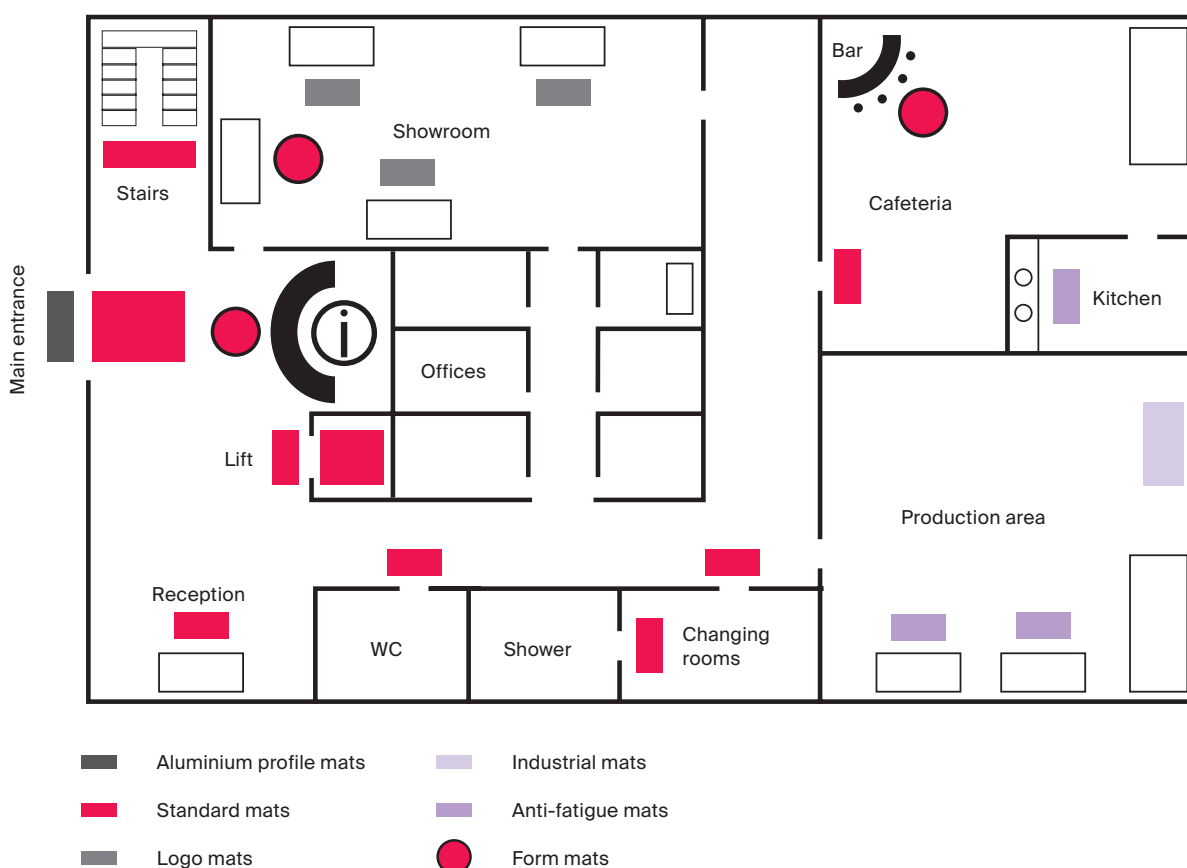 Bar
Showroom
Stairs
Cafeteria
Main entrance
i
Kitchen
Offices
Lift
Production area
Reception
WC
Shower
Changing
rooms
Aluminium profile mats
Industrial mats
Standard mats
Anti-fatigue mats
Logo mats
Form mats